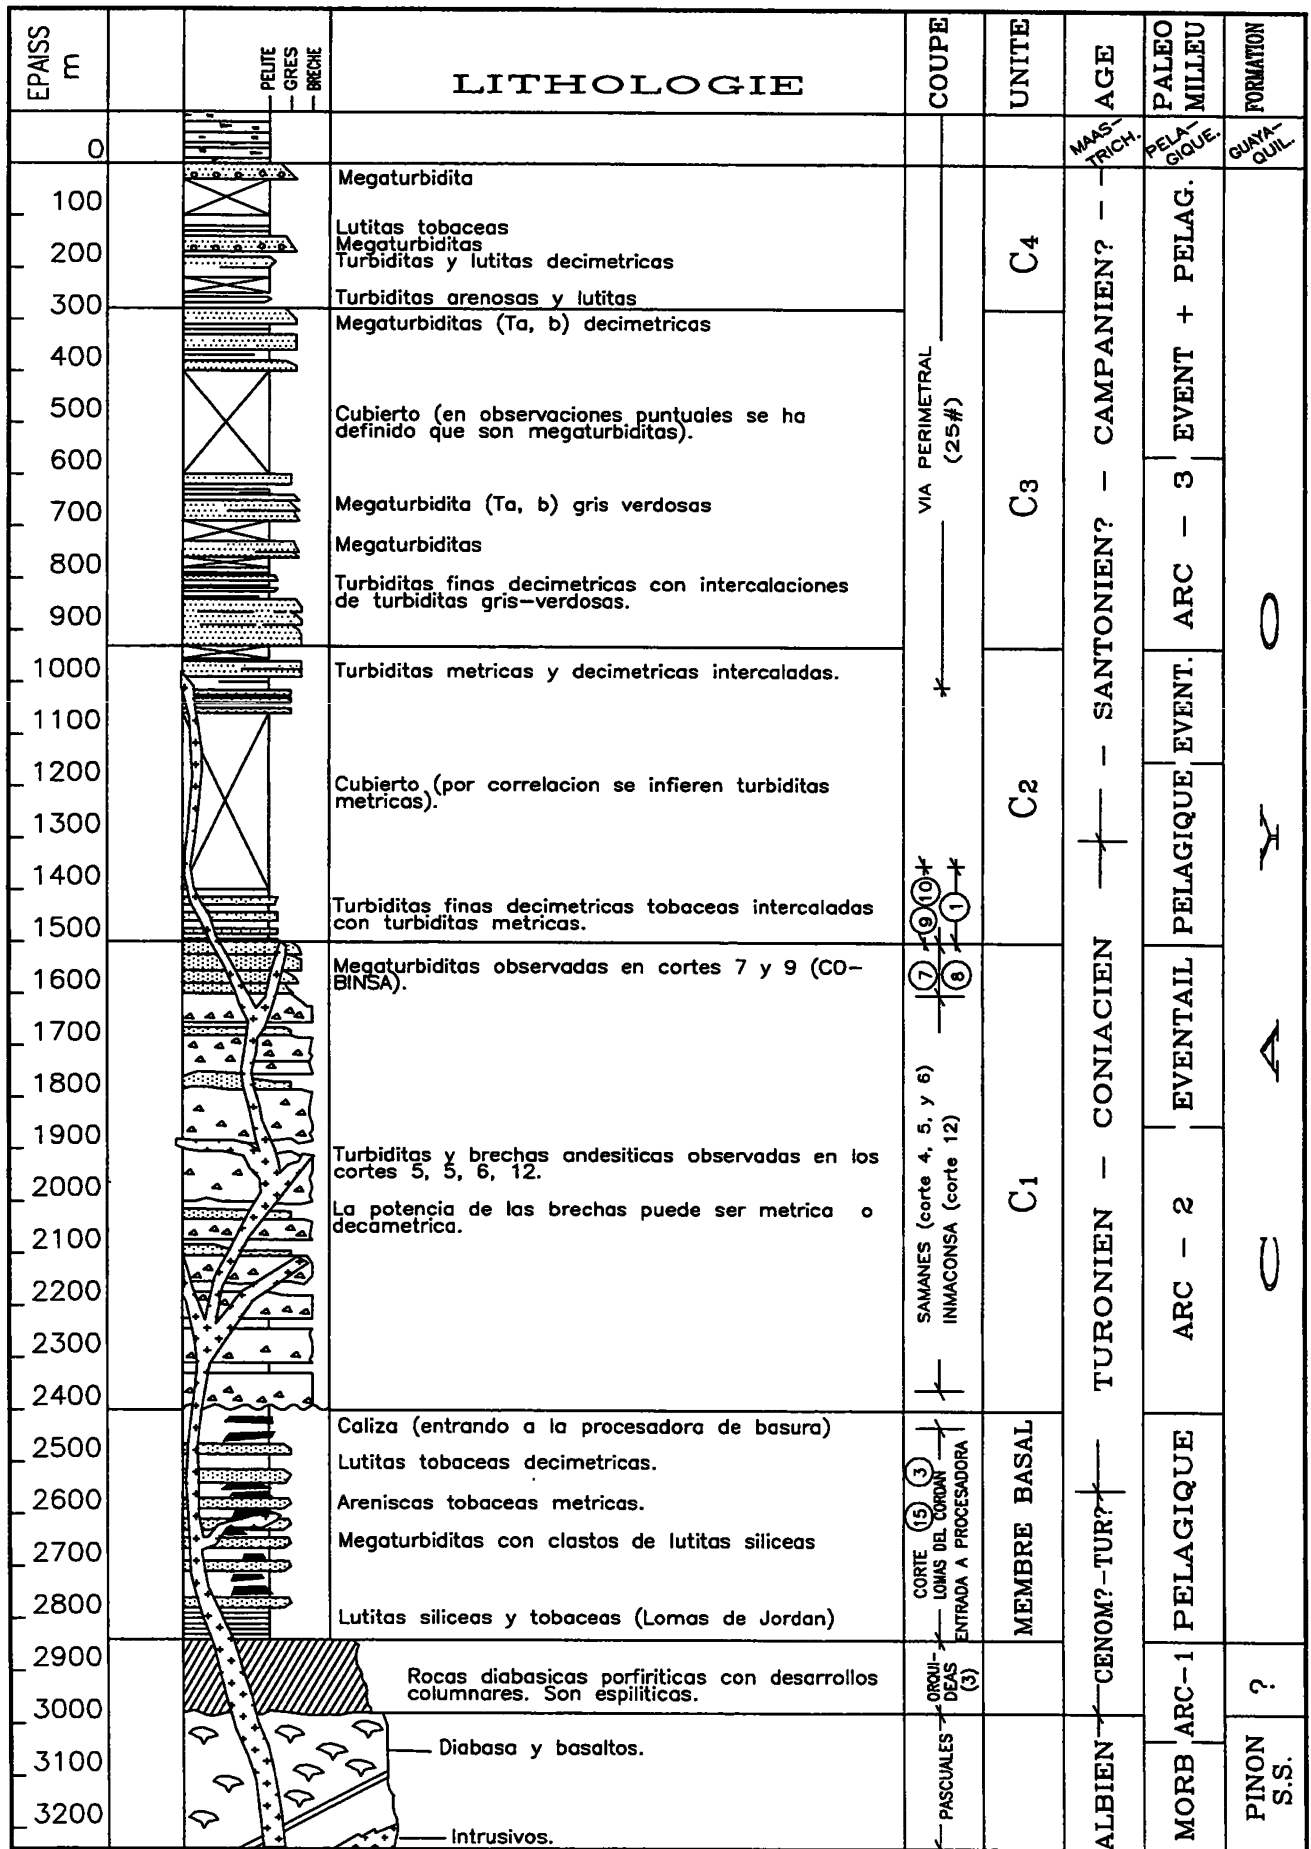 EPAISS
m
PELITE
GRES
BRECHE
LITHOLOGIE
COUPE
UNITE
AGE
PALEO
MILLEU
FORMATION
MAAS-
TRICH.
PELA-
GIQUE.
GUAYA-
QUIL.
0
100
200
300
400
500
600
700
800
900
1000
1100
1200
1300
1400
1500
1600
1700
1800
1900
2000
2100
2200
2300
2400
2500
2600
2700
2800
2900
3000
3100
3200
Megaturbidita
Lutitas tobaceas
Megaturbiditas
Turbiditas y lutitas decimetricas
Turbiditas arenosas y lutitas
Megaturbiditas (Ta, b) decimetricas
Cubierto (en observaciones puntuales se ha
definido que son megaturbiditas).
Megaturbidita (Ta, b) gris verdosas
Megaturbiditas
Turbiditas finas decimetricas con intercalaciones
de turbiditas gris-verdosas.
Turbiditas metricas y decimetricas intercaladas.
Cubierto (por correlacion se infieren turbiditas
metricas).
Turbiditas finas decimetricas tobaceas intercaladas
con turbiditas metricas.
Megaturbiditas observadas en cortes 7 y 9 (CO-
BINSA).
Turbiditas y brechas andesiticas observadas en los
cortes 5, 5, 6, 12.
La potencia de las brechas puede ser metrica o
decametrica.
Caliza (entrando a la procesadora de basura)
Lutitas tobaceas decimetricas.
Areniscas tobaceas metricas.
Megaturbiditas con clastos de lutitas siliceas
Lutitas siliceas y tobaceas (Lomas de Jordan)
Rocas diabasicas porfiriticas con desarrollos
columnares. Son espiliticas.
Diabasa y basaltos.
Intrusivos.
VIA PERIMETRAL
(25#)
9 10
1
7
8
SAMANES (corte 4, 5, y 6)
INMACONSA (corte 12)
CORTE 15 3
LOMAS DEL CORDAN
ENTRADA A PROCESADORA
ORQUI-
DEAS
(3)
PASCUALES
C4
C3
C2
C1
MEMBRE BASAL
ALBIEN - CENOM?-TUR? TURONIEN - CONIACIEN - SANTONIEN? - CAMPANIEN? -
EVENT + PELAG.
ARC - 3
EVENT.
PELAGIQUE
EVENTAIL
ARC - 2
PELAGIQUE
ARC-1
MORB
C A Y O
?
PINON
S.S.